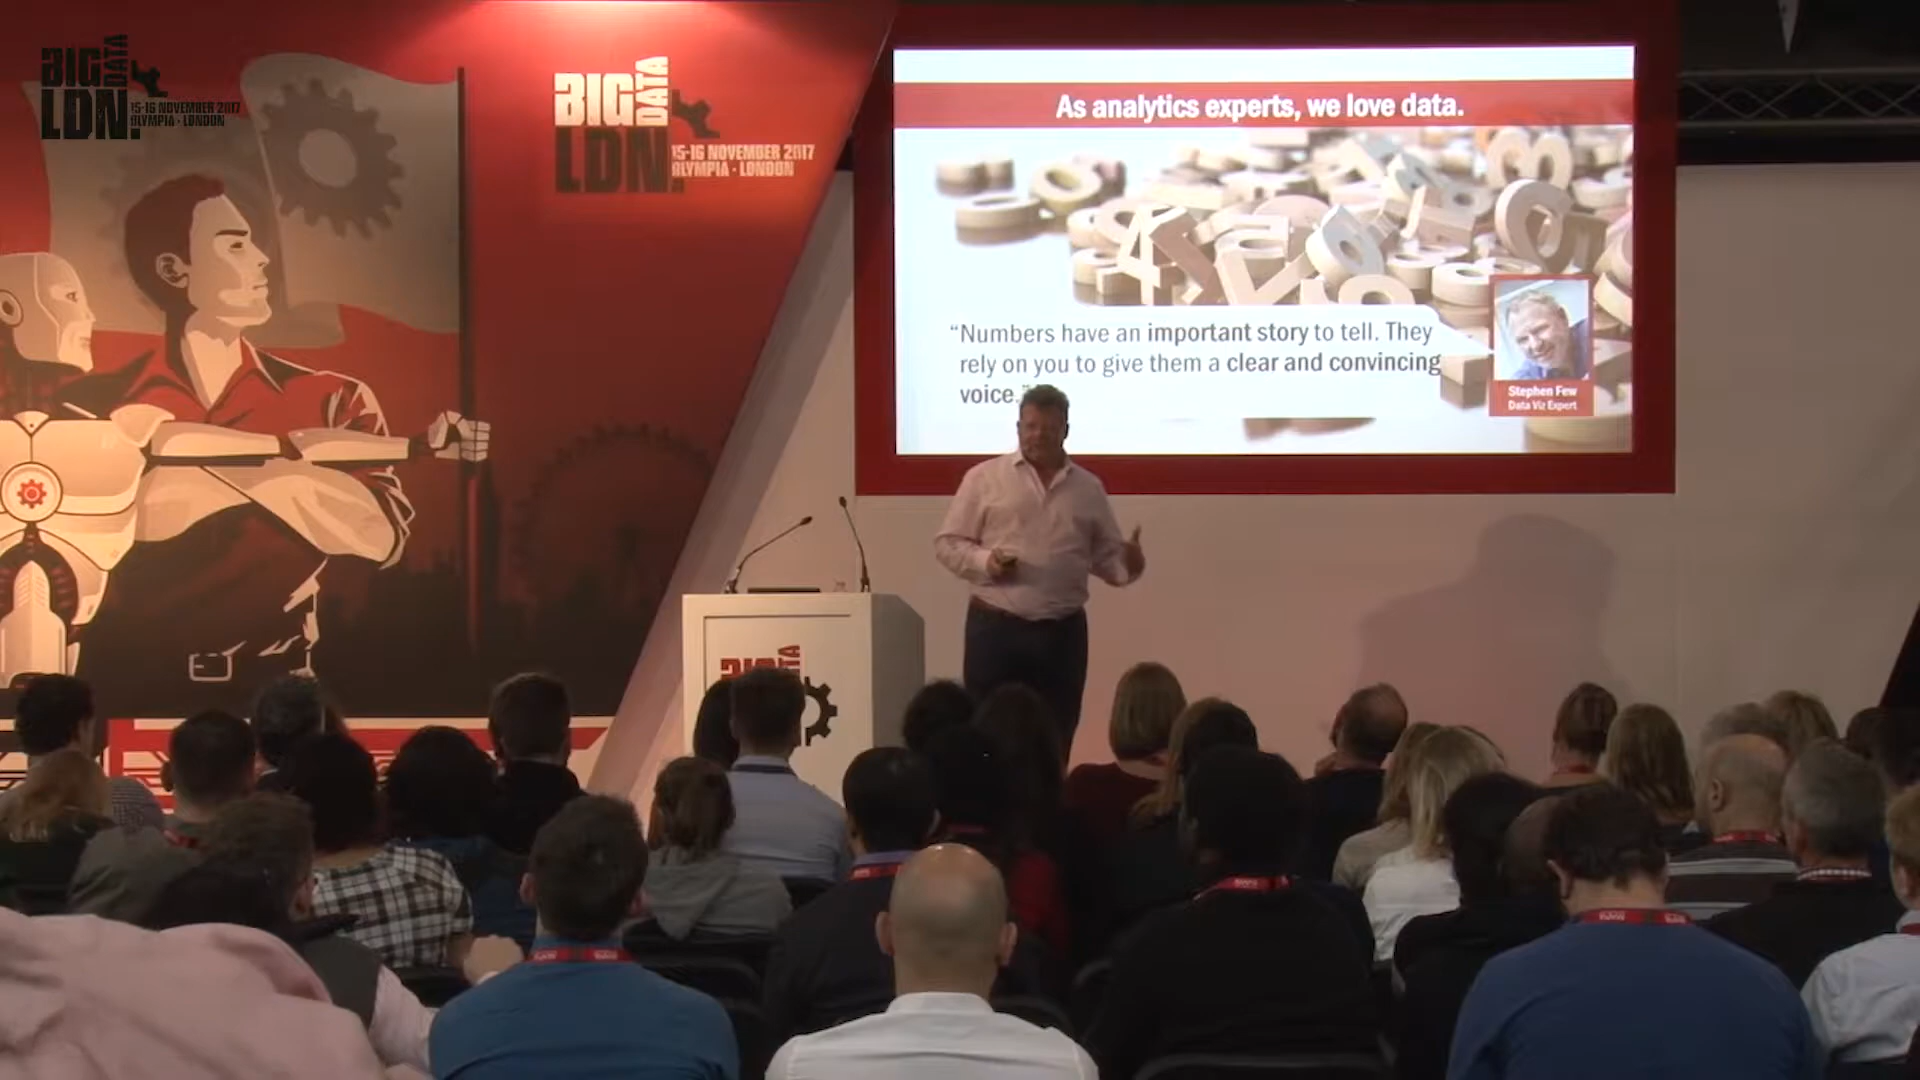 BIG DATA
LDN.
15-16 NOVEMBER 2017
OLYMPIA · LONDON
BIG DATA
LDN.
15-16 NOVEMBER 2017
OLYMPIA · LONDON
As analytics experts, we love data.
“Numbers have an important story to tell. They
rely on you to give them a clear and convincing
voice.”
Stephen Few
Data Viz Expert
BIG DATA